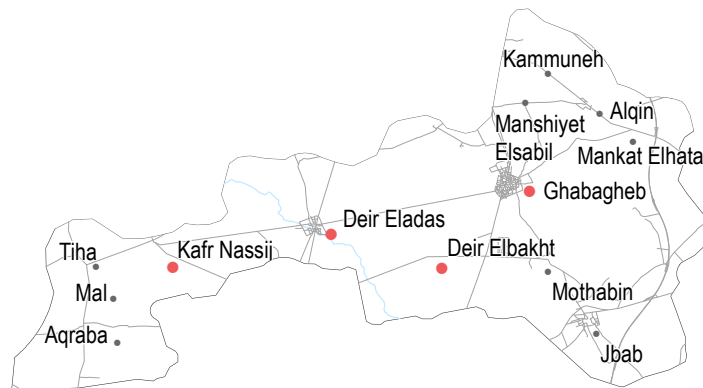 Kammuneh
Alqin
Manshiyet
Elsabil
Mankat Elhata
Ghabagheb
Deir Eladas
Deir Elbakht
Kafr Nassij
Tiha
Mal
Mothabin
Aqraba
Jbab